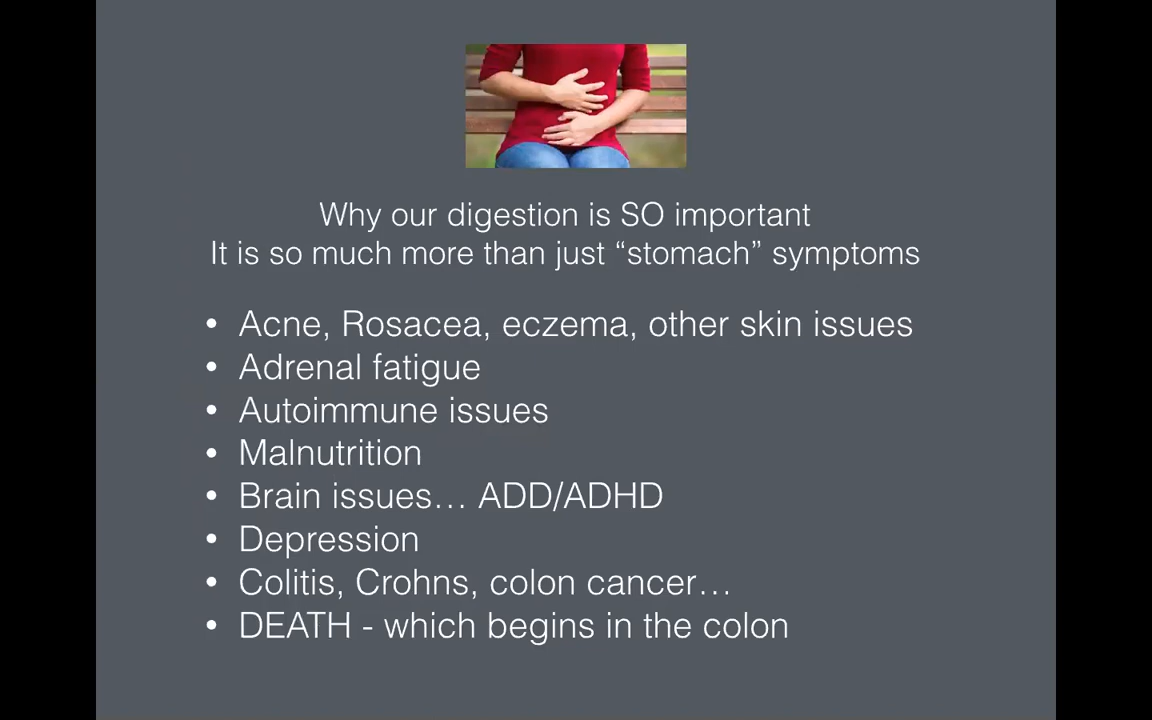 Why our digestion is SO important
It is so much more than just “stomach” symptoms
• Acne, Rosacea, eczema, other skin issues
• Adrenal fatigue
• Autoimmune issues
• Malnutrition
• Brain issues… ADD/ADHD
• Depression
• Colitis, Crohns, colon cancer…
• DEATH - which begins in the colon